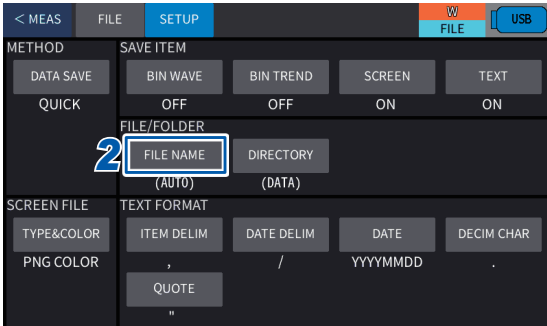 < MEAS FILE SETUP W FILE USB
METHOD SAVE ITEM
DATA SAVE BIN WAVE BIN TREND SCREEN TEXT
QUICK OFF OFF ON ON
FILE/FOLDER
2 FILE NAME DIRECTORY
(AUTO) (DATA)
SCREEN FILE TEXT FORMAT
TYPE&COLOR ITEM DELIM DATE DELIM DATE DECIM CHAR
PNG COLOR , / YYYYMMDD .
QUOTE
"